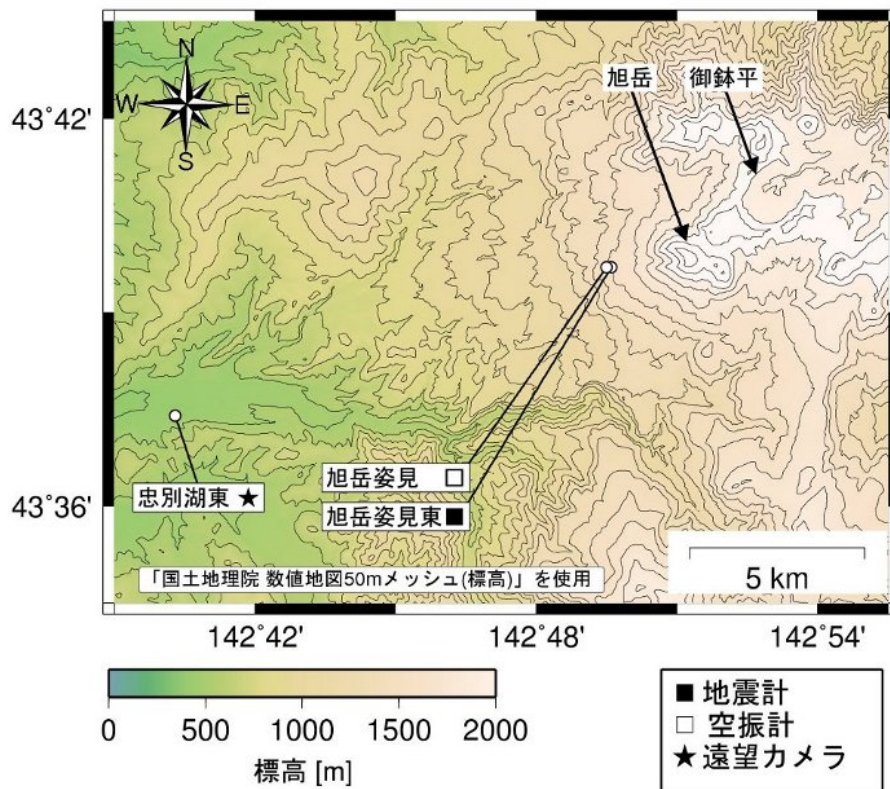 N
W E
S
旭岳 御鉢平
43°42'
旭岳姿見 □
旭岳姿見東■
忠別湖東 ★
43°36'
「国土地理院 数値地図50mメッシュ(標高)」を使用
5 km
142°42' 142°48' 142°54'
0 500 1000 1500 2000
標高 [m]
■ 地震計
□ 空振計
★ 遠望カメラ